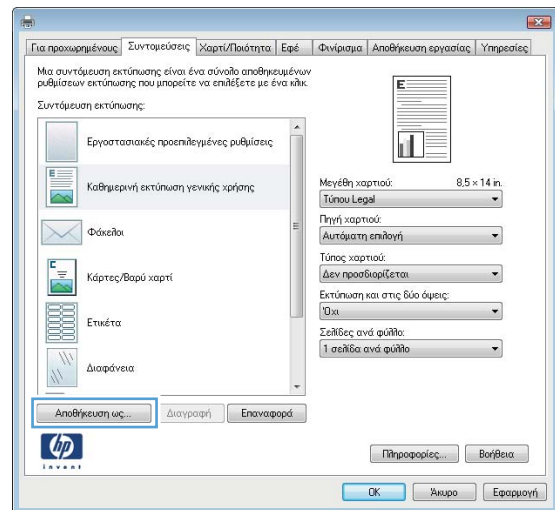 Για προχωρημένους Συντομεύσεις Χαρτί/Ποιότητα Εφέ Φινίρισμα Αποθήκευση εργασίας Υπηρεσίες
Μια συντόμευση εκτύπωσης είναι ένα σύνολο αποθηκευμένων
ρυθμίσεων εκτύπωσης που μπορείτε να επιλέξετε με ένα κλικ.
Συντόμευση εκτύπωσης:
Εργοστασιακές προεπιλεγμένες ρυθμίσεις
Καθημερινή εκτύπωση γενικής χρήσης
Φάκελοι
Κάρτες/Βαρύ χαρτί
Ετικέτα
Διαφάνεια
Αποθήκευση ως... Διαγραφή Επαναφορά
E
Μεγέθη χαρτιού: 8,5 × 14 in.
Τύπου Legal
Πηγή χαρτιού:
Αυτόματη επιλογή
Τύπος χαρτιού:
Δεν προσδιορίζεται
Εκτύπωση και στις δύο όψεις:
Όχι
Σελίδες ανά φύλλο:
1 σελίδα ανά φύλλο
hp
invent
Πληροφορίες... Βοήθεια
OK Άκυρο Εφαρμογή